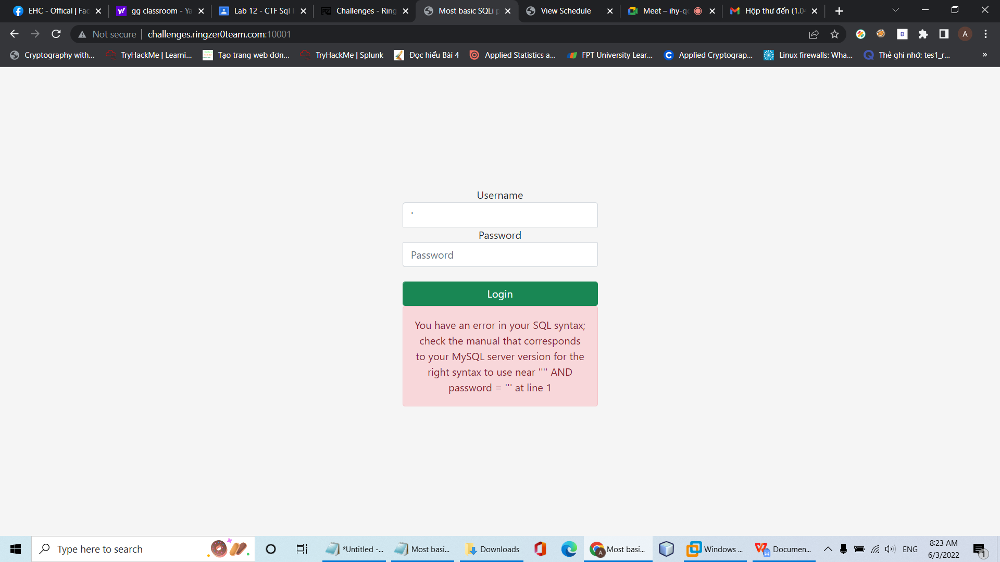 EHC - Offical | Fac
gg classroom - Ya
Lab 12 - CTF Sql I
Challenges - Ring
Most basic SQLi p
View Schedule
Meet – ihy-qc
Hộp thư đến (1.04
Not secure
challenges.ringzer0team.com:10001
A
Cryptography with...
TryHackMe | Learni...
Tạo trang web đơn...
TryHackMe | Splunk
Đọc hiểu Bài 4
Applied Statistics a...
FPT University Lear...
Applied Cryptograp...
Linux firewalls: Wha...
Thẻ ghi nhớ: tes1_r...
»
Username
'
Password
Password
Login
You have an error in your SQL syntax;
check the manual that corresponds
to your MySQL server version for the
right syntax to use near '''' AND
password = ''' at line 1
Type here to search
*Untitled -...
Most basi...
Downloads
Most basi...
Windows ...
Documen...
ENG
8:23 AM
6/3/2022
1